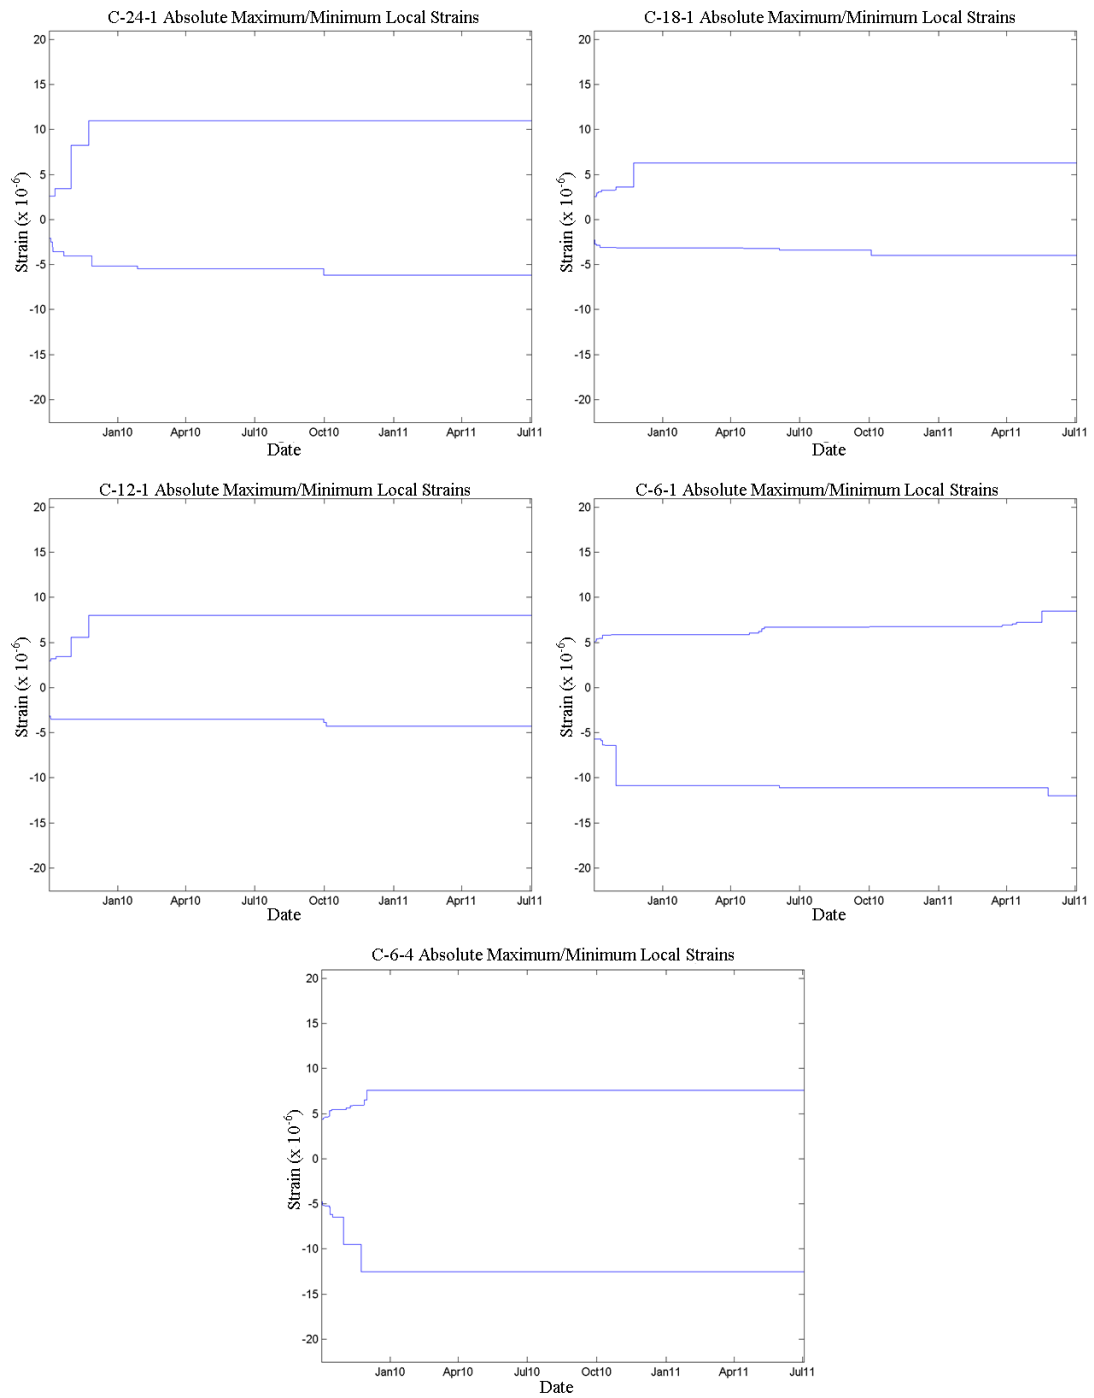 C-24-1 Absolute Maximum/Minimum Local Strains
Strain (x 10-6)
20
15
10
5
0
-5
-10
-15
-20
Jan10 Apr10 Jul10 Oct10 Jan11 Apr11 Jul11
Date
C-18-1 Absolute Maximum/Minimum Local Strains
Strain (x 10-6)
20
15
10
5
0
-5
-10
-15
-20
Jan10 Apr10 Jul10 Oct10 Jan11 Apr11 Jul11
Date
C-12-1 Absolute Maximum/Minimum Local Strains
Strain (x 10-6)
20
15
10
5
0
-5
-10
-15
-20
Jan10 Apr10 Jul10 Oct10 Jan11 Apr11 Jul11
Date
C-6-1 Absolute Maximum/Minimum Local Strains
Strain (x 10-6)
20
15
10
5
0
-5
-10
-15
-20
Jan10 Apr10 Jul10 Oct10 Jan11 Apr11 Jul11
Date
C-6-4 Absolute Maximum/Minimum Local Strains
Strain (x 10-6)
20
15
10
5
0
-5
-10
-15
-20
Jan10 Apr10 Jul10 Oct10 Jan11 Apr11 Jul11
Date